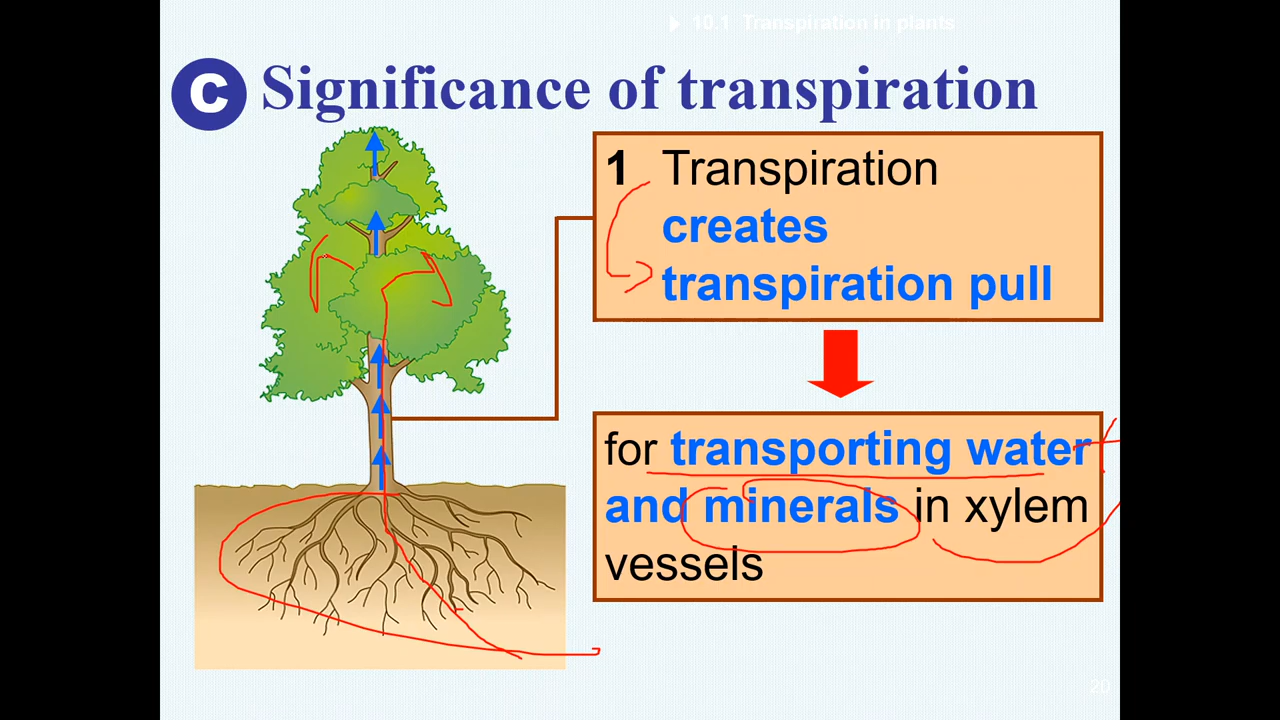 10.1 Transpiration in plants
C Significance of transpiration
1 Transpiration
creates
transpiration pull
for transporting water
and minerals in xylem
vessels
20